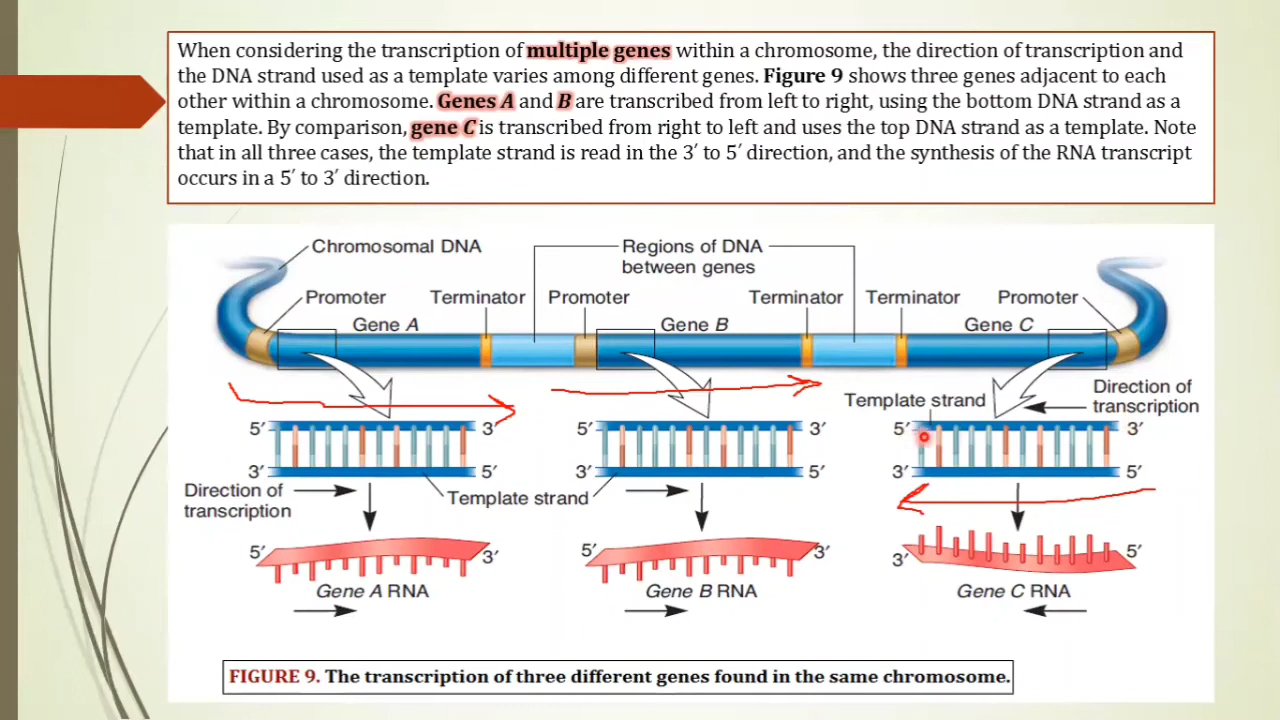 When considering the transcription of multiple genes within a chromosome, the direction of transcription and
the DNA strand used as a template varies among different genes. Figure 9 shows three genes adjacent to each
other within a chromosome. Genes A and B are transcribed from left to right, using the bottom DNA strand as a
template. By comparison, gene C is transcribed from right to left and uses the top DNA strand as a template. Note
that in all three cases, the template strand is read in the 3′ to 5′ direction, and the synthesis of the RNA transcript
occurs in a 5′ to 3′ direction.
Chromosomal DNA
Regions of DNA
between genes
Promoter
Terminator
Promoter
Terminator
Terminator
Promoter
Gene A
Gene B
Gene C
Direction of
transcription
Template strand
5′
3′
5′
3′
5′
3′
3′
5′
3′
5′
3′
5′
Direction of
transcription
Template strand
5′
3′
5′
3′
3′
5′
Gene A RNA
Gene B RNA
Gene C RNA
FIGURE 9. The transcription of three different genes found in the same chromosome.